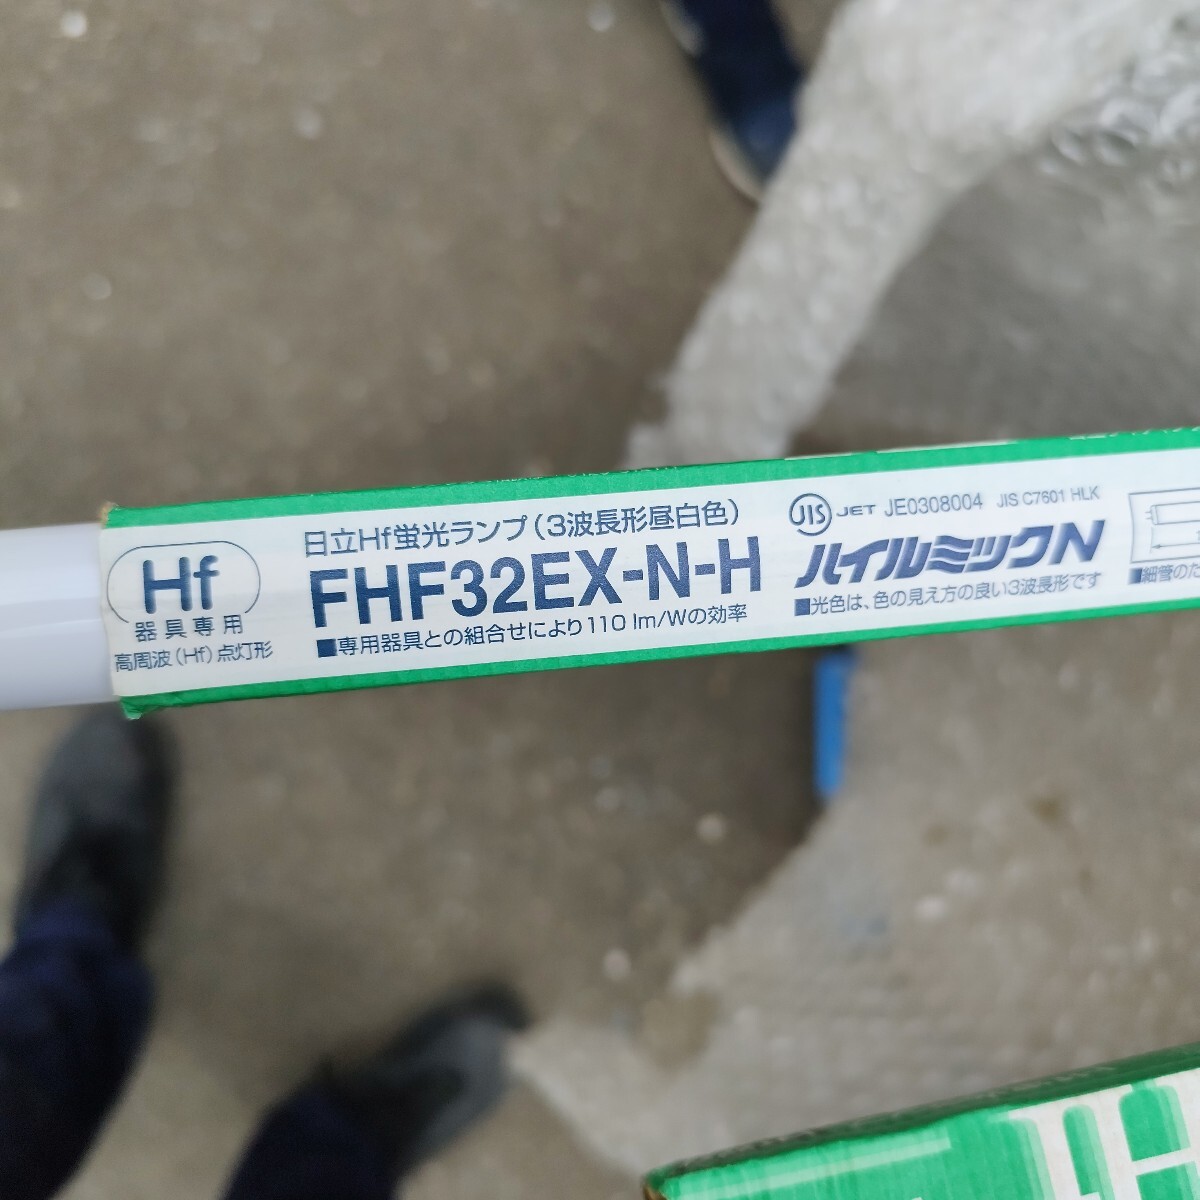 Hf
器具専用
高周波(Hf)点灯形
日立Hf蛍光ランプ(3波長形昼白色)
FHF32EX-N-H
■専用器具との組合せにより110 lm/Wの効率
JIS JET JE0308004 JIS C7601 HLK
ハイルミックN
■光色は、色の見え方の良い3波長形です
■細管のた